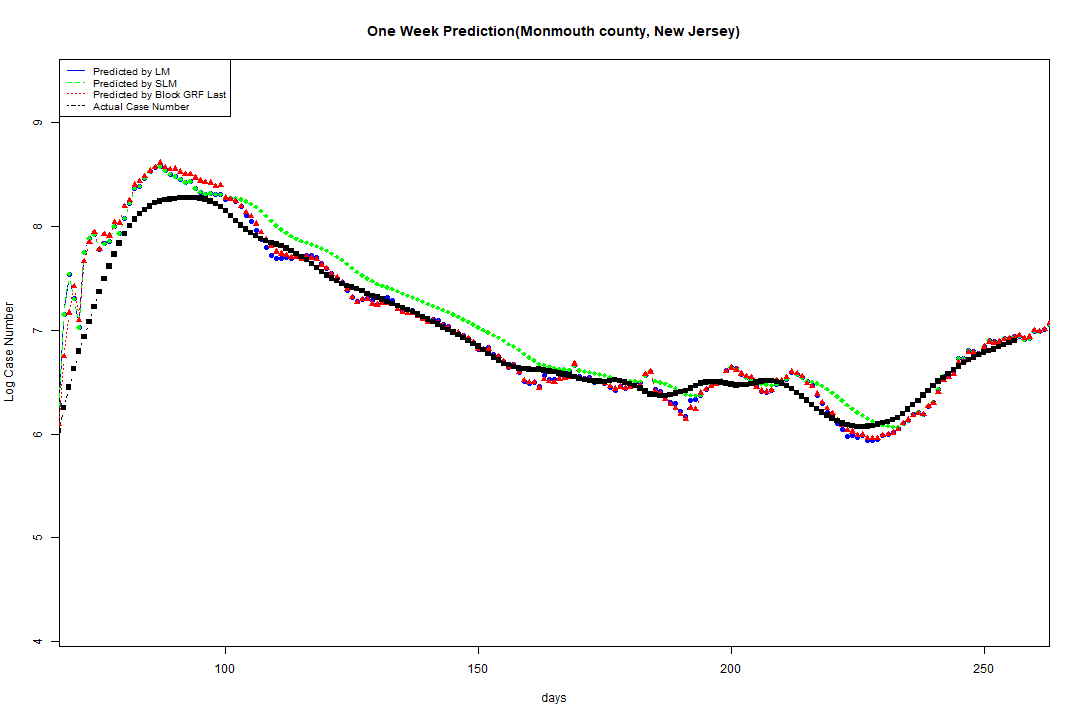 One Week Prediction(Monmouth county, New Jersey)
Predicted by LM
Predicted by SLM
Predicted by Block GRF Last
Actual Case Number
9
8
7
6
5
4
Log Case Number
100 150 200 250
days